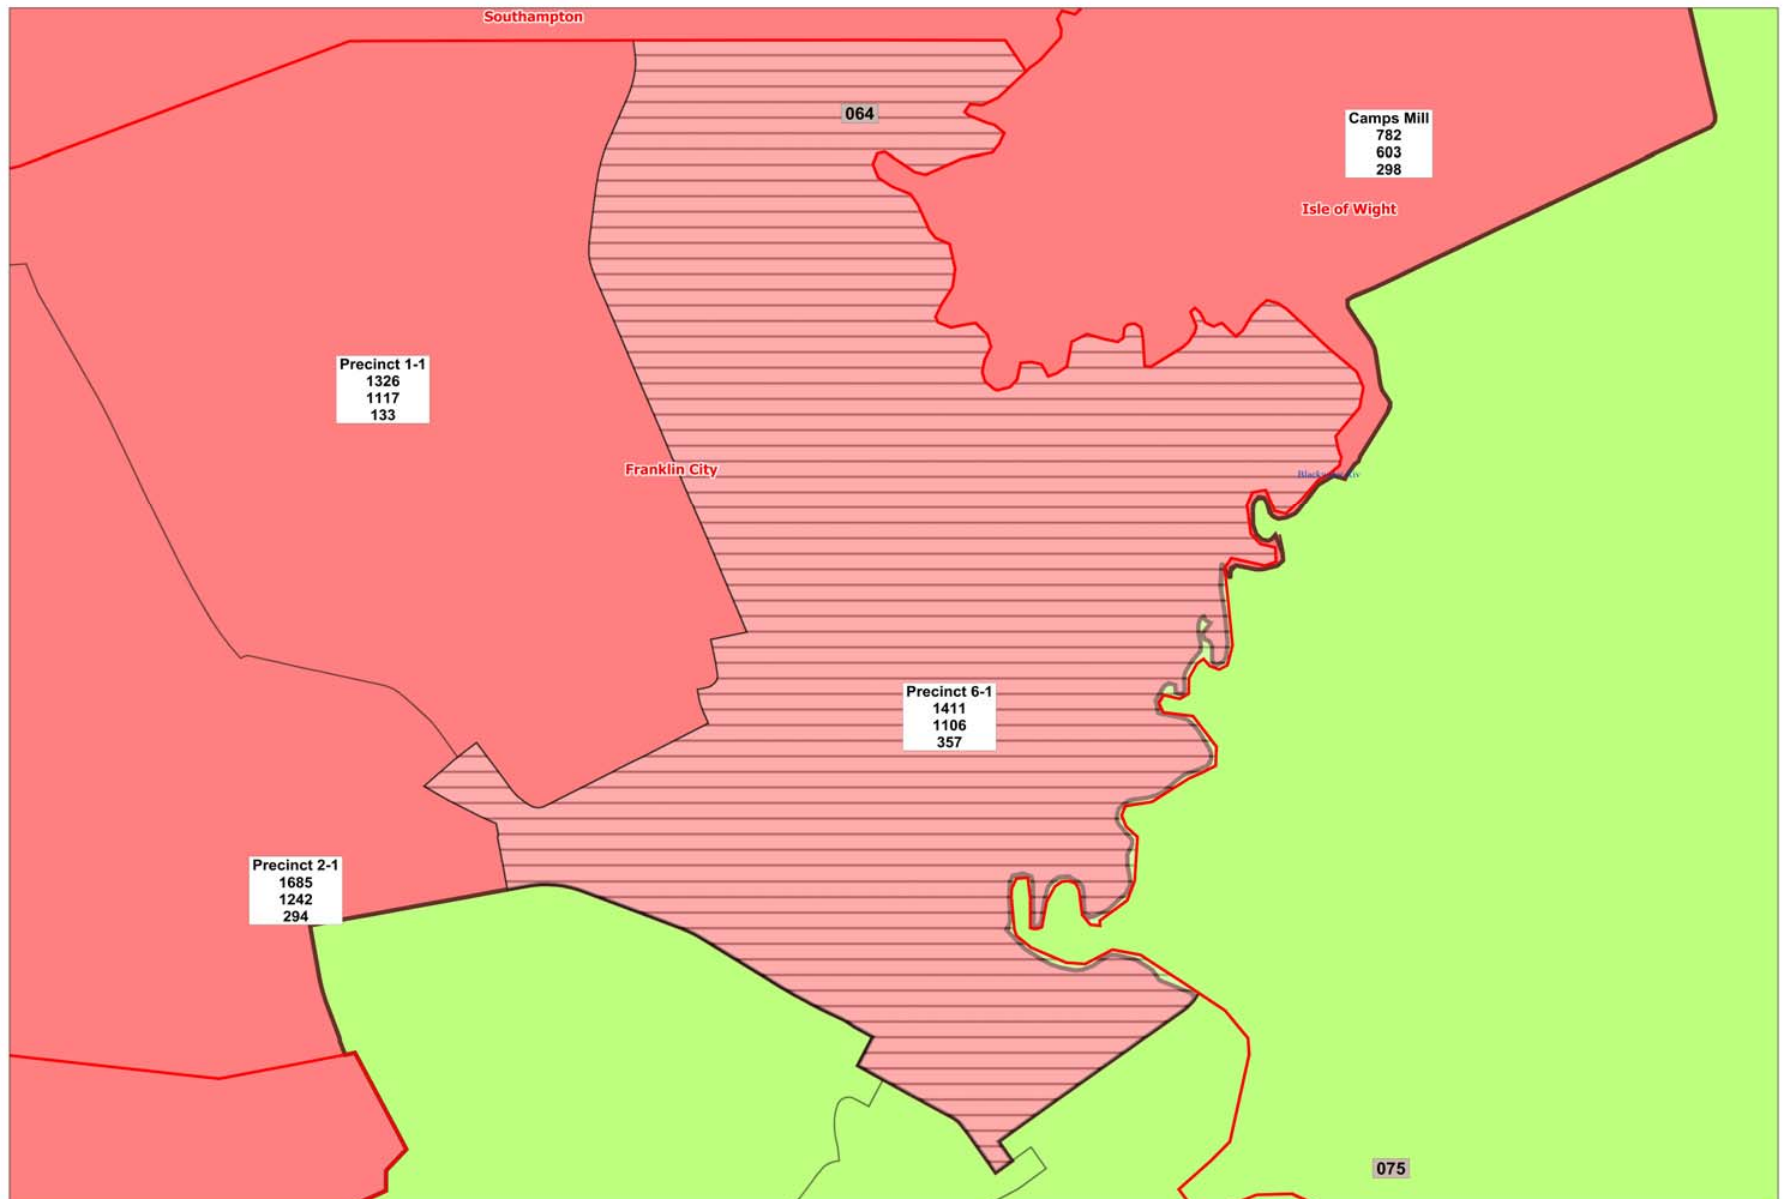 Southampton
064
Camps Mill
782
603
298
Isle of Wight
Precinct 1-1
1326
1117
133
Franklin City
Precinct 6-1
1411
1106
357
Precinct 2-1
1685
1242
294
075